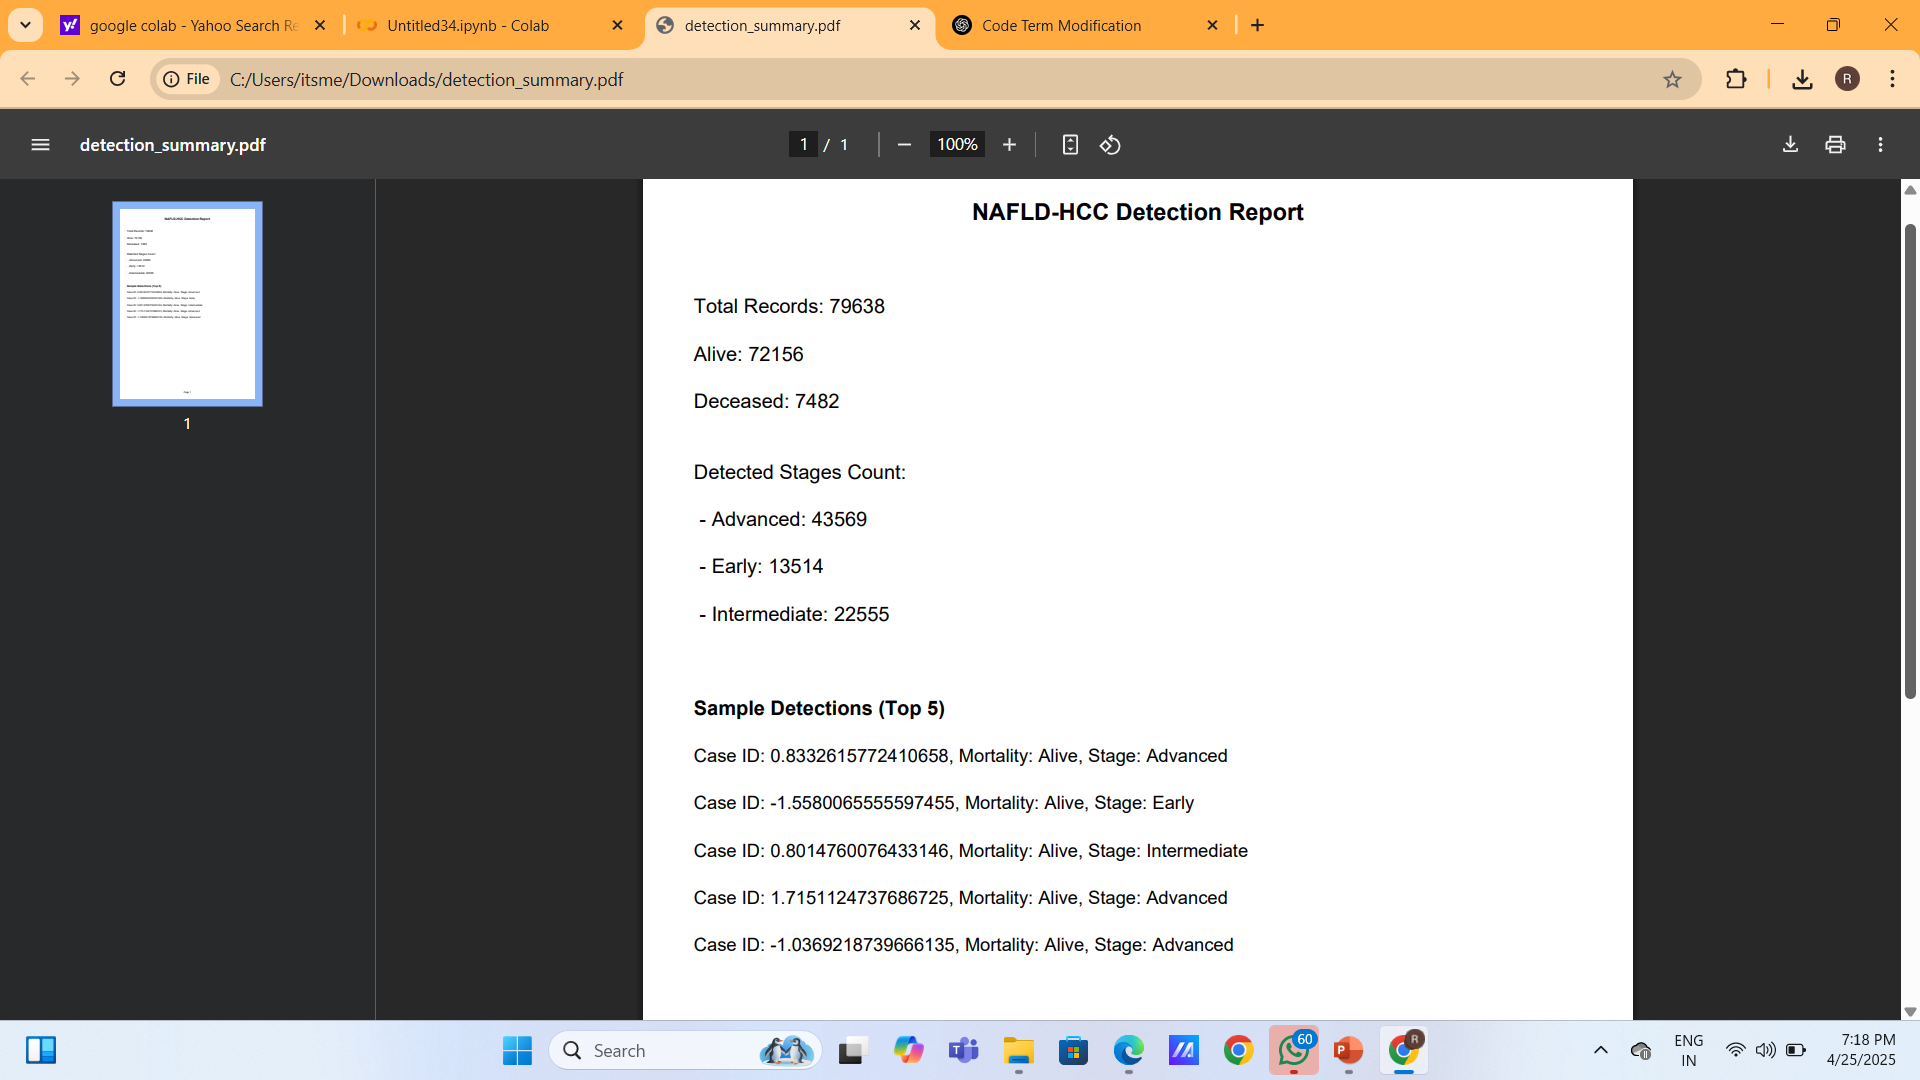 google colab - Yahoo Search Re
Untitled34.ipynb - Colab
detection_summary.pdf
Code Term Modification
File
C:/Users/itsme/Downloads/detection_summary.pdf
R
detection_summary.pdf
1 / 1
100%
NAFLD-HCC Detection Report
Total Records: 79638
Alive: 72156
Deceased: 7482
Detected Stages Count:
- Advanced: 43569
- Early: 13514
- Intermediate: 22555
Sample Detections (Top 5)
Case ID: 0.8332615772410658, Mortality: Alive, Stage: Advanced
Case ID: -1.5580065555597455, Mortality: Alive, Stage: Early
Case ID: 0.8014760076433146, Mortality: Alive, Stage: Intermediate
Case ID: 1.7151124737686725, Mortality: Alive, Stage: Advanced
Case ID: -1.0369218739666135, Mortality: Alive, Stage: Advanced
NAFLD-HCC Detection Report
1
Search
60
R
ENG
IN
7:18 PM
4/25/2025